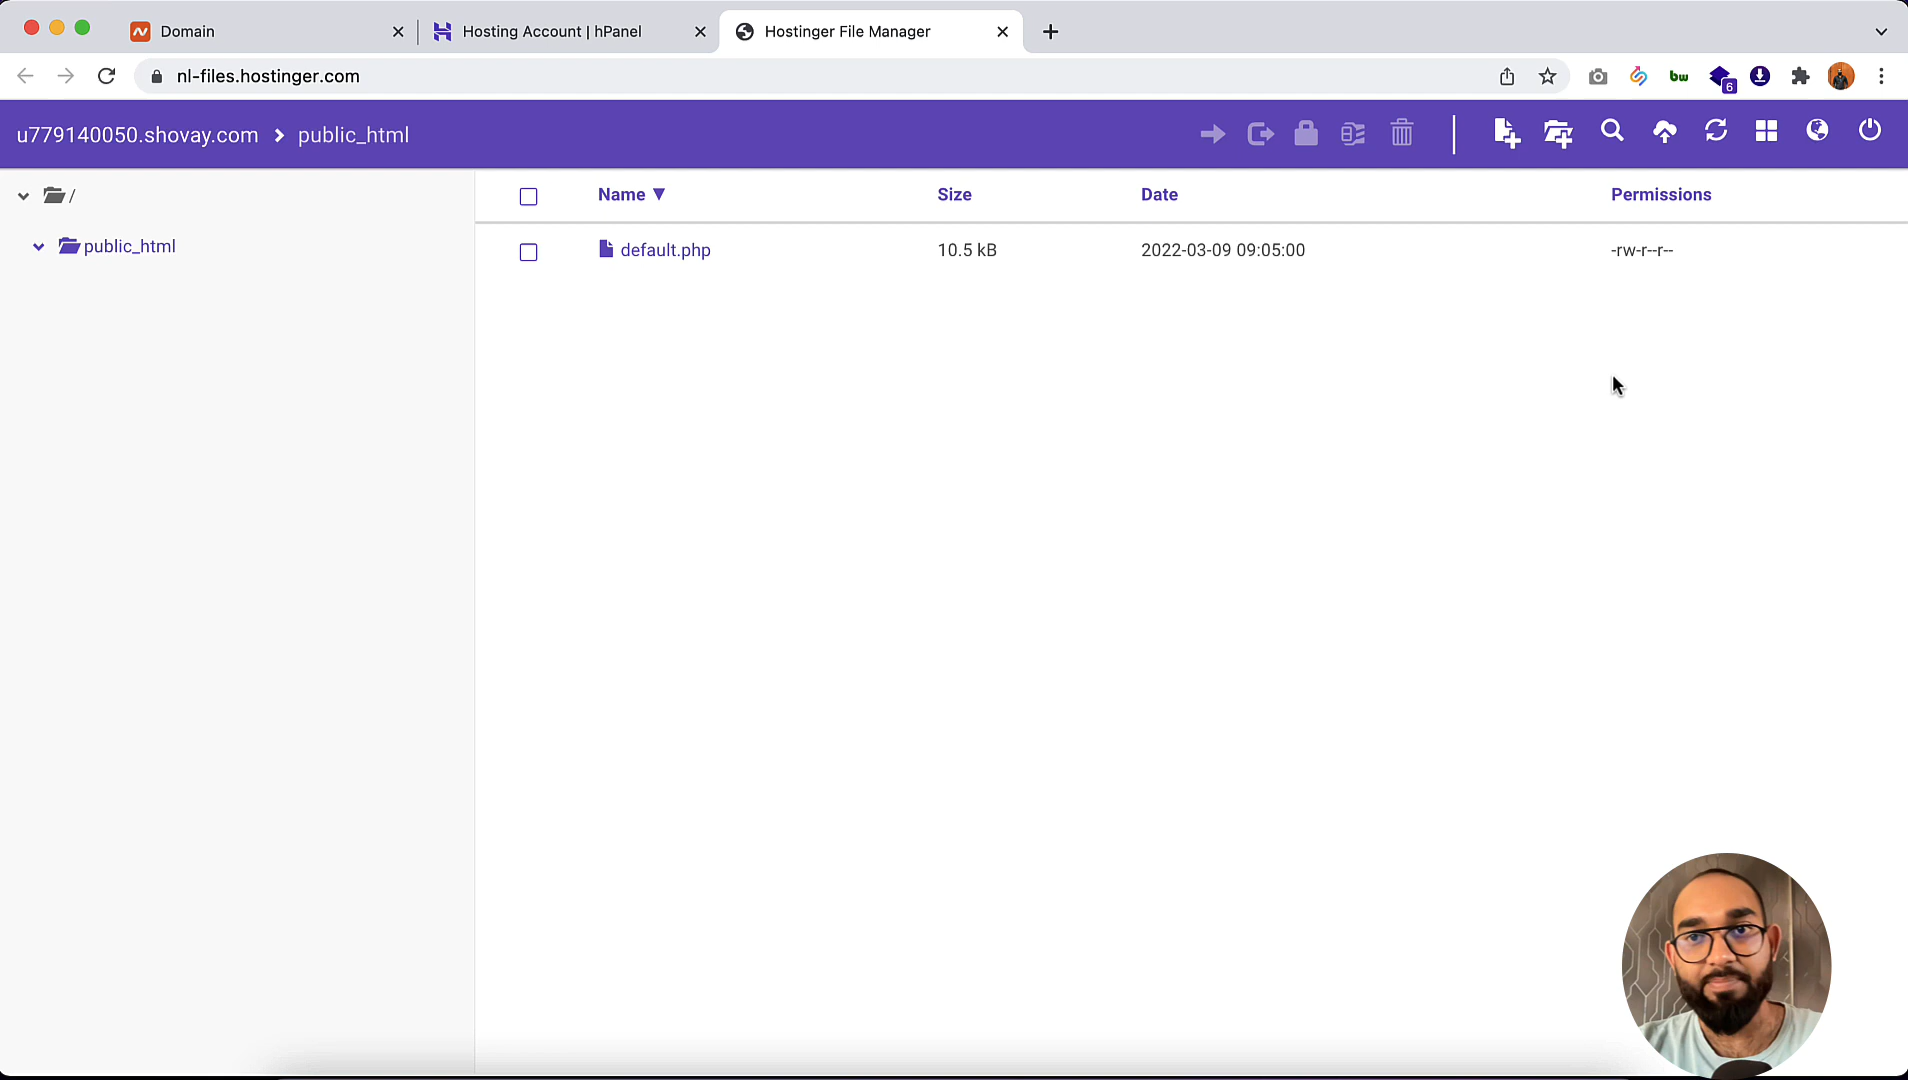 Domain
Hosting Account | hPanel
Hostinger File Manager
nl-files.hostinger.com
bw
6
u779140050.shovay.com > public_html
/
public_html
Name ▼ Size Date Permissions
default.php 10.5 kB 2022-03-09 09:05:00 -rw-r--r--